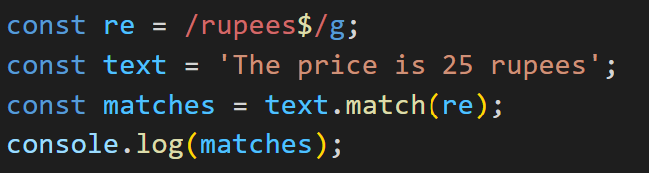 const re = /rupees$/g;
const text = 'The price is 25 rupees';
const matches = text.match(re);
console.log(matches);